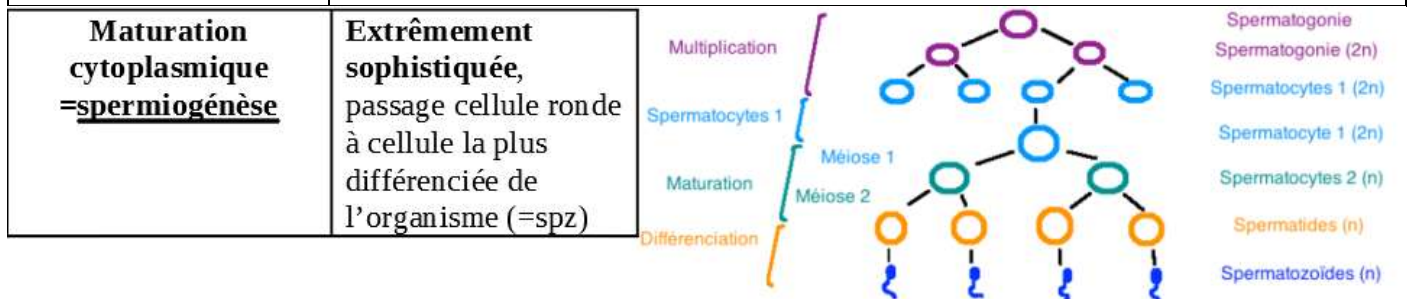 Maturation
cytoplasmique
=spermiogénèse
Extrêmement
sophistiquée,
passage cellule ronde
à cellule la plus
différenciée de
l’organisme (=spz)
Multiplication
Spermatocytes 1
Méiose 1
Maturation
Méiose 2
Différenciation
Spermatogonie
Spermatogonie (2n)
Spermatocytes 1 (2n)
Spermatocyte 1 (2n)
Spermatocytes 2 (n)
Spermatides (n)
Spermatozoïdes (n)